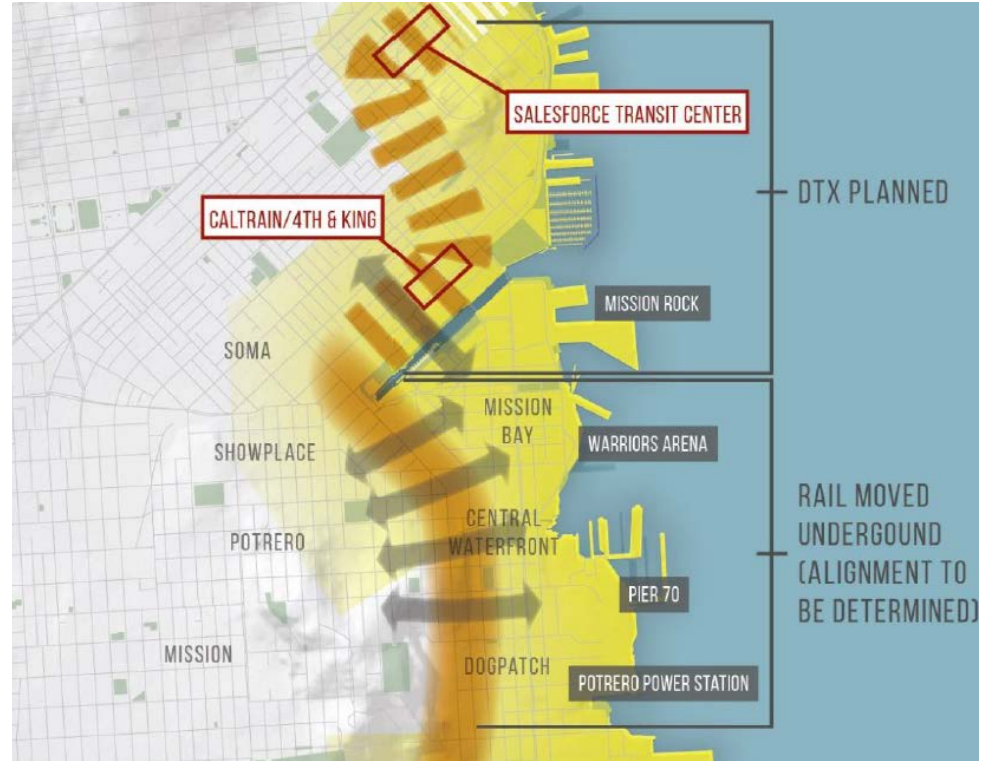 SALESFORCE TRANSIT CENTER
DTX PLANNED
CALTRAIN/4TH & KING
MISSION ROCK
SOMA
MISSION
BAY
WARRIORS ARENA
SHOWPLACE
RAIL MOVED
UNDERGOUND
(ALIGNMENT TO
BE DETERMINED)
CENTRAL
WATERFRONT
POTRERO
PIER 70
MISSION
DOGPATCH
POTRERO POWER STATION